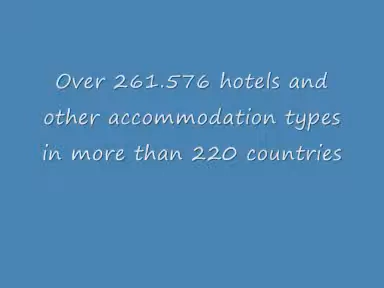 Over 261.576 hotels and
other accommodation types
in more than 220 countries